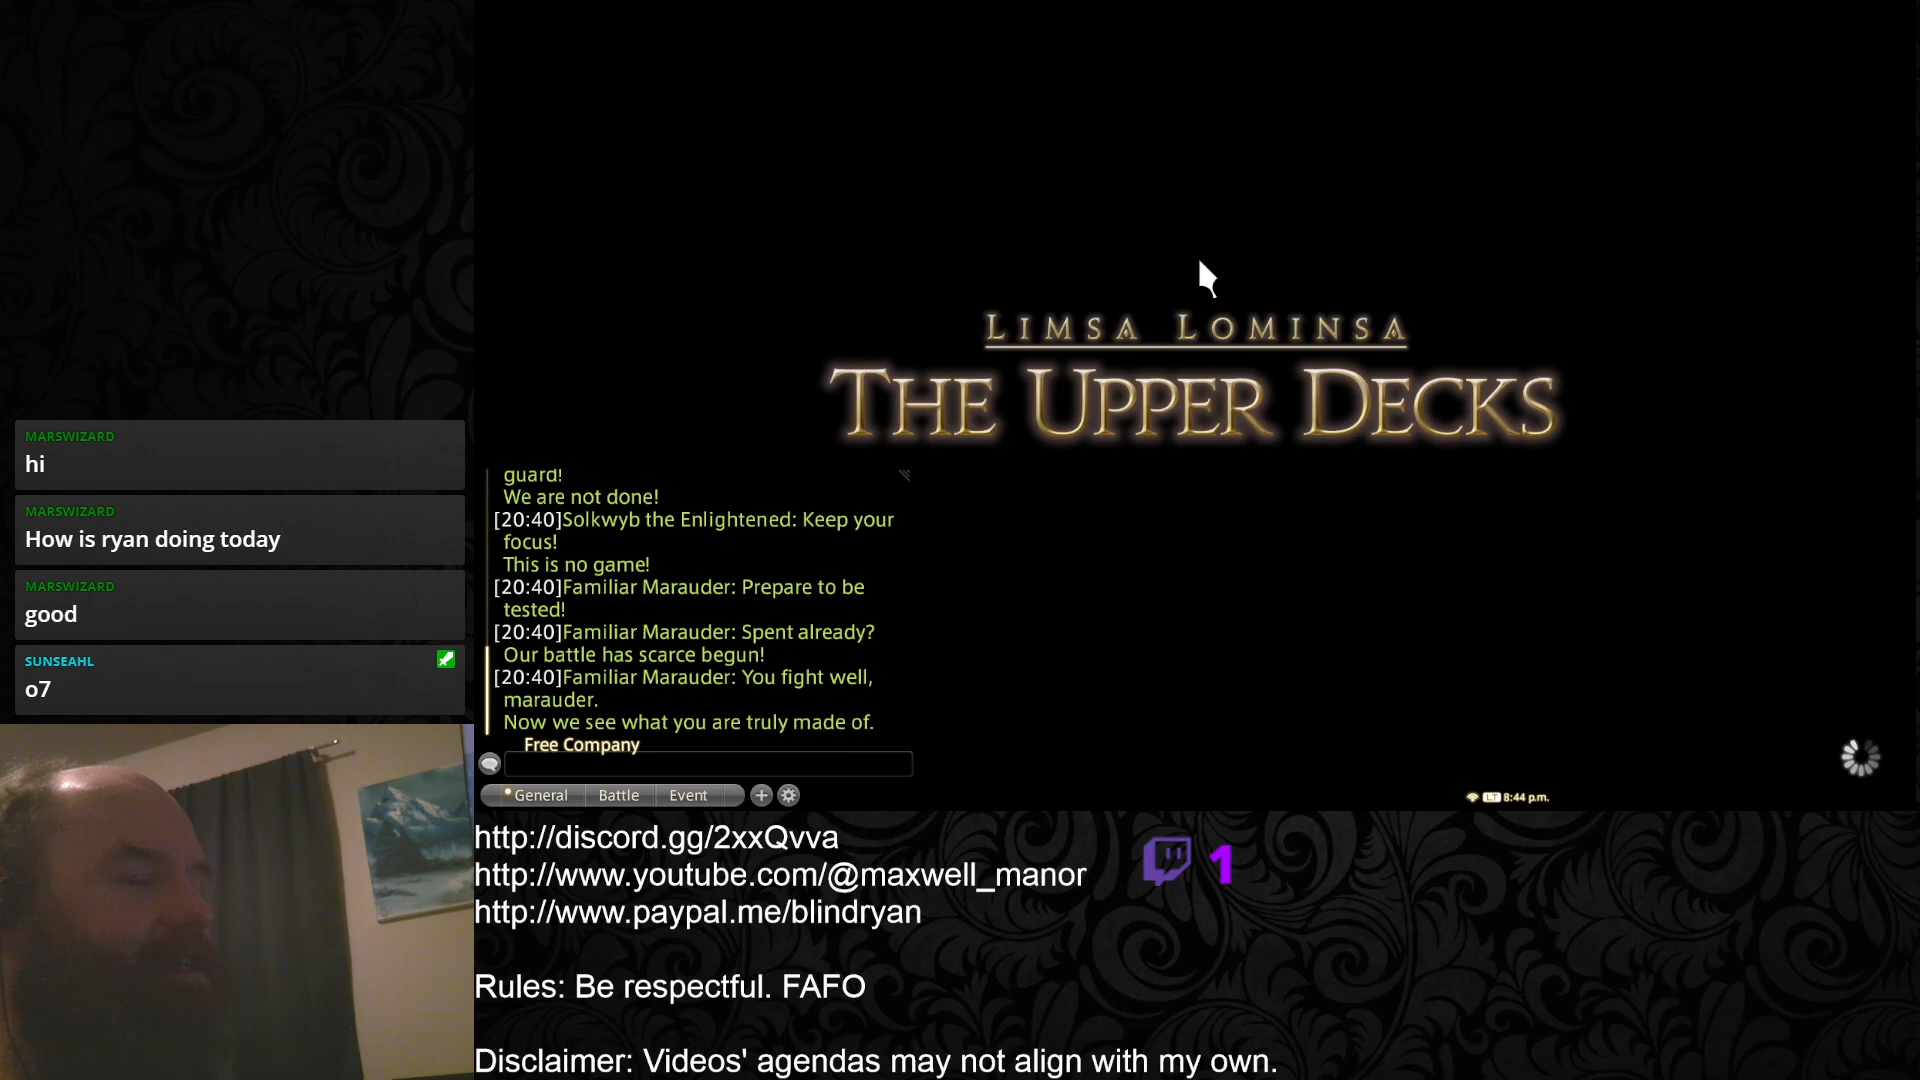 MARSWIZARD
hi
MARSWIZARD
How is ryan doing today
MARSWIZARD
good
SUNSEAHL
o7
LIMSA LOMINSA
THE UPPER DECKS
guard!
We are not done!
[20:40]Solkwyb the Enlightened: Keep your
focus!
This is no game!
[20:40]Familiar Marauder: Prepare to be
tested!
[20:40]Familiar Marauder: Spent already?
Our battle has scarce begun!
[20:40]Familiar Marauder: You fight well,
marauder.
Now we see what you are truly made of.
Free Company
General Battle Event
LT 8:44 p.m.
http://discord.gg/2xxQvva
http://www.youtube.com/@maxwell_manor
http://www.paypal.me/blindryan
1
Rules: Be respectful. FAFO
Disclaimer: Videos' agendas may not align with my own.